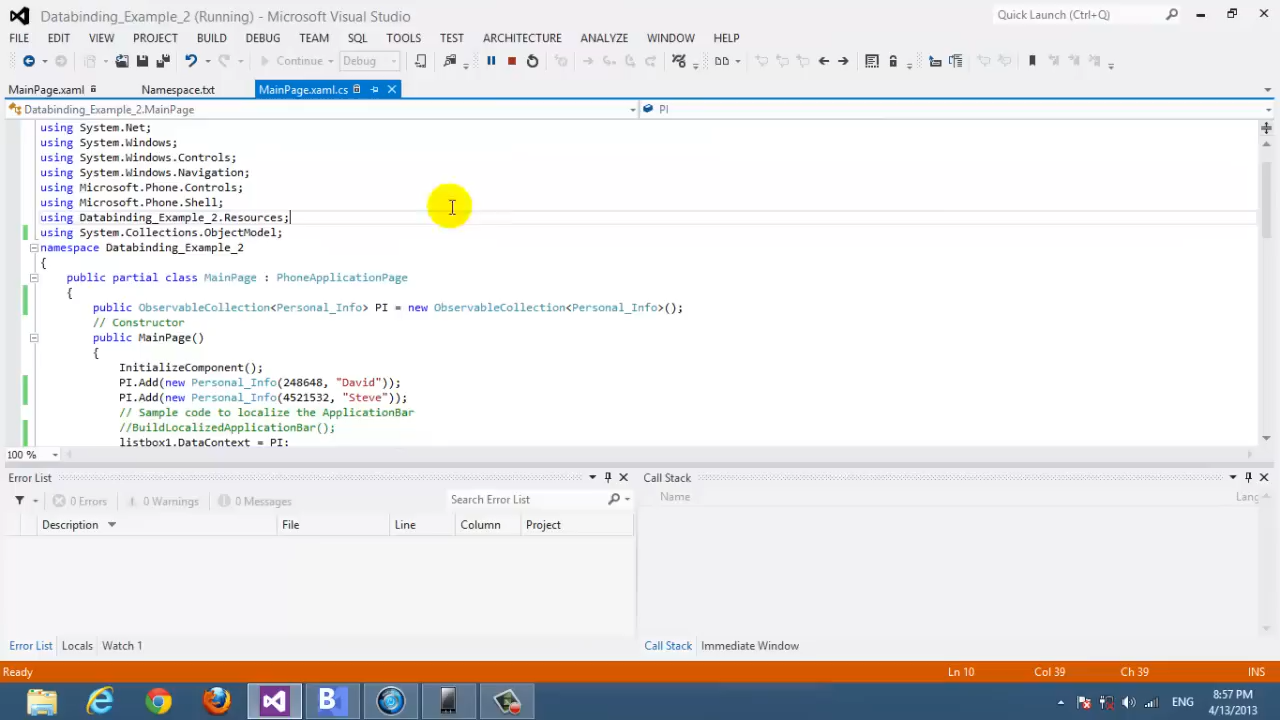 Databinding_Example_2 (Running) - Microsoft Visual Studio
Quick Launch (Ctrl+Q)
FILE EDIT VIEW PROJECT BUILD DEBUG TEAM SQL TOOLS TEST ARCHITECTURE ANALYZE WINDOW HELP
Continue Debug
MainPage.xaml Namespace.txt MainPage.xaml.cs
Databinding_Example_2.MainPage PI
using System.Net;
using System.Windows;
using System.Windows.Controls;
using System.Windows.Navigation;
using Microsoft.Phone.Controls;
using Microsoft.Phone.Shell;
using Databinding_Example_2.Resources;
using System.Collections.ObjectModel;
namespace Databinding_Example_2
{
public partial class MainPage : PhoneApplicationPage
{
public ObservableCollection<Personal_Info> PI = new ObservableCollection<Personal_Info>();
// Constructor
public MainPage()
{
InitializeComponent();
PI.Add(new Personal_Info(248648, "David"));
PI.Add(new Personal_Info(4521532, "Steve"));
// Sample code to localize the ApplicationBar
//BuildLocalizedApplicationBar();
listbox1.DataContext = PI;
100 %
Error List
0 Errors 0 Warnings 0 Messages Search Error List
Description File Line Column Project
Error List Locals Watch 1
Call Stack
Name Lang
Call Stack Immediate Window
Ready Ln 10 Col 39 Ch 39 INS
ENG 8:57 PM
4/13/2013